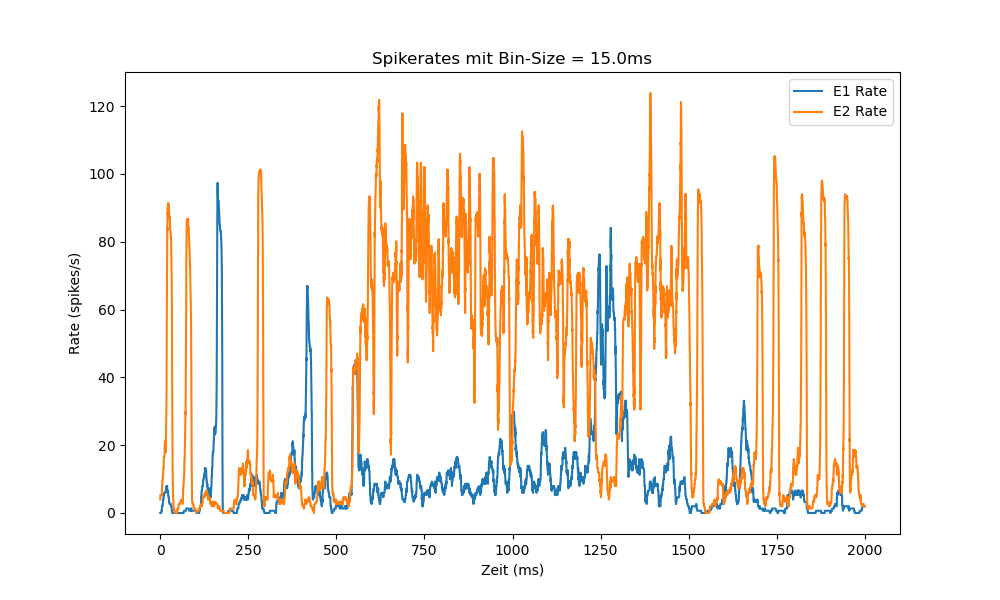 Spikerates mit Bin-Size = 15.0ms
E1 Rate
E2 Rate
Rate (spikes/s)
120
100
80
60
40
20
0
0 250 500 750 1000 1250 1500 1750 2000
Zeit (ms)